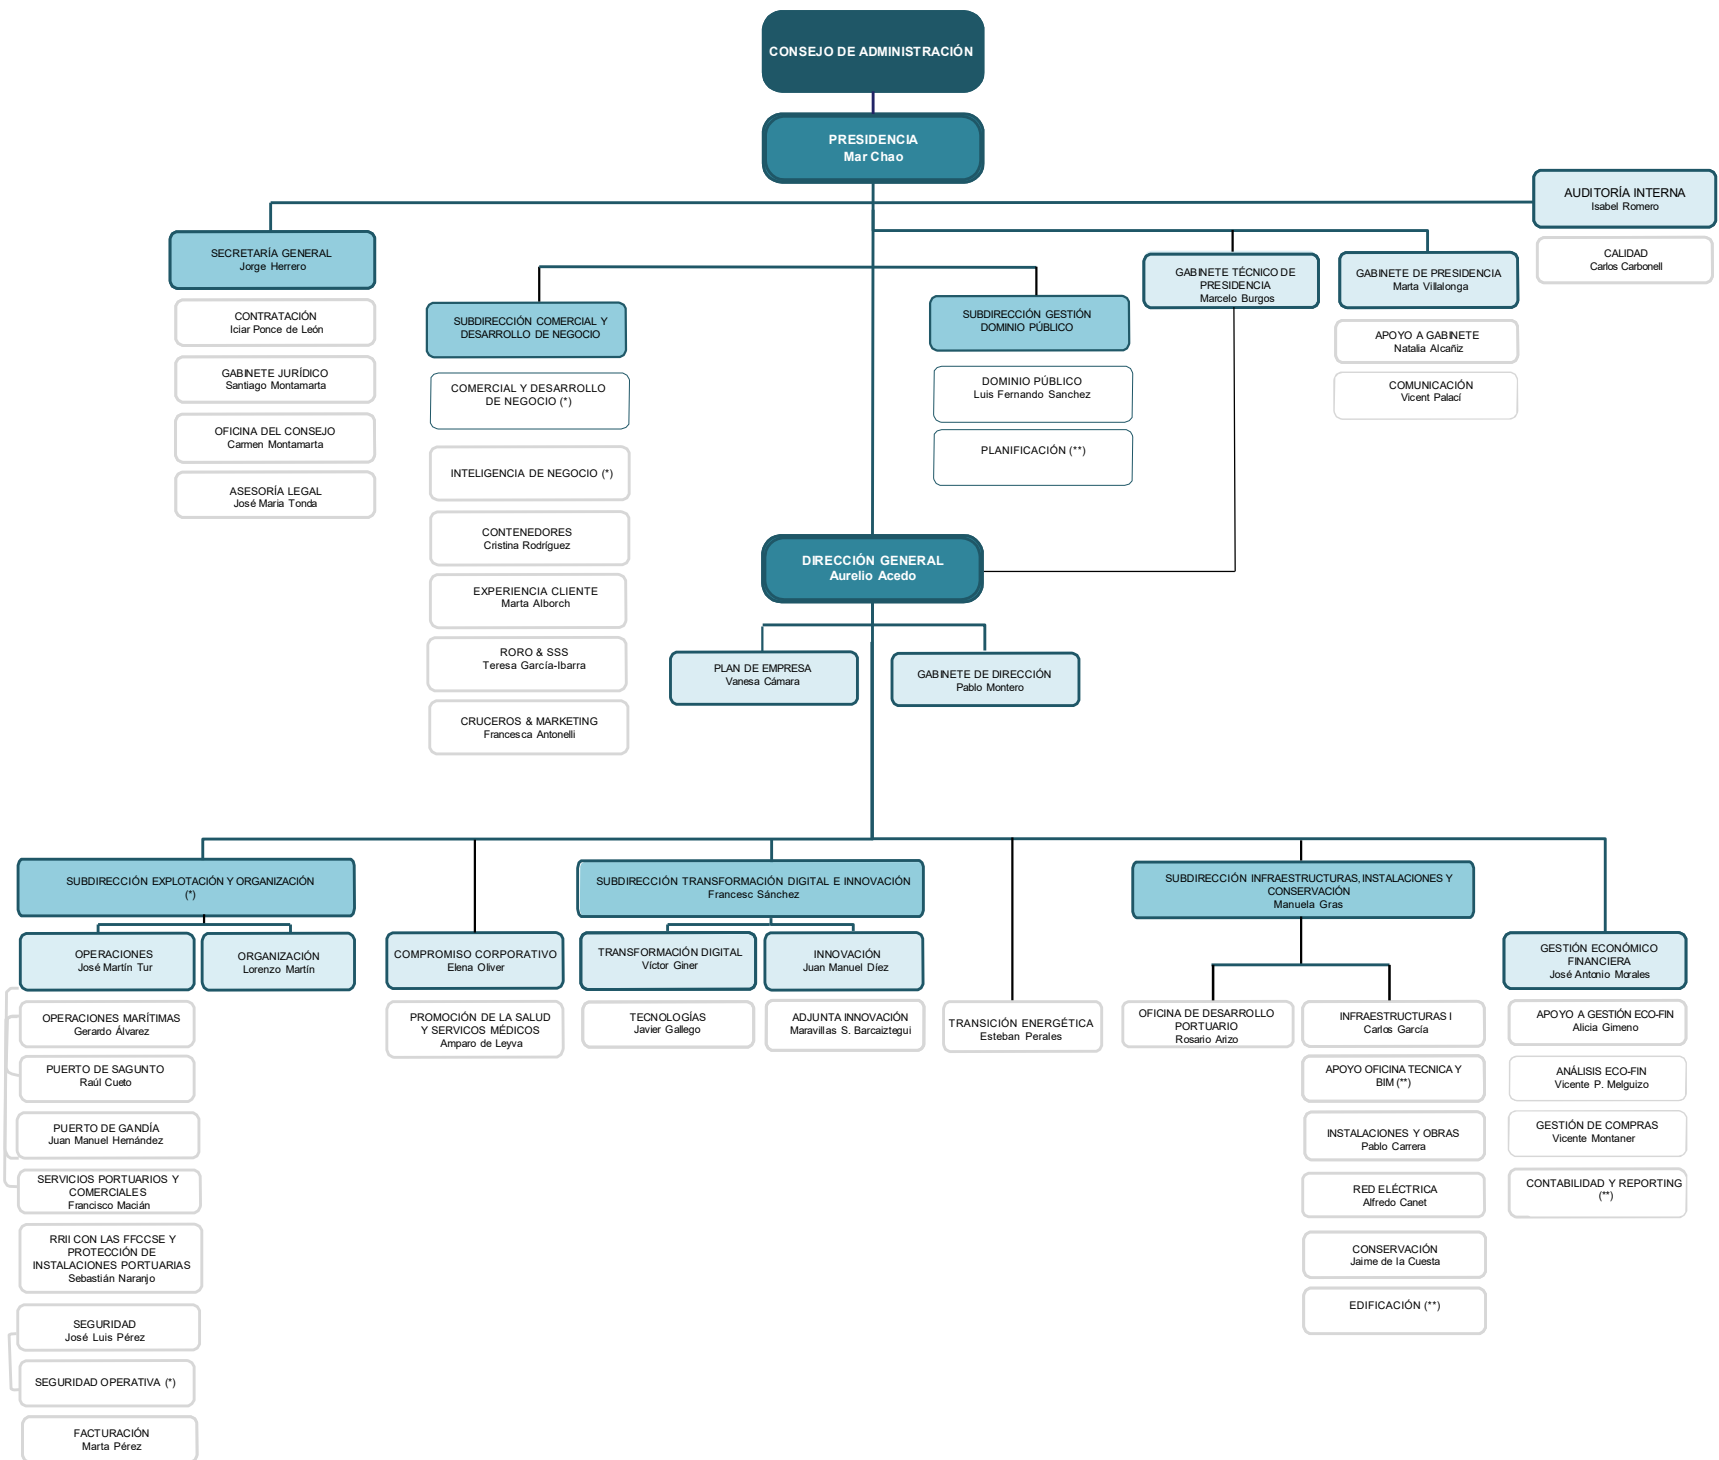 CONSEJO DE ADMINISTRACIÓN
PRESIDENCIA
Mar Chao
AUDITORÍA INTERNA
Isabel Romero
CALIDAD
Carlos Carbonell
SECRETARÍA GENERAL
Jorge Herrero
CONTRATACIÓN
Iciar Ponce de León
GABINETE JURÍDICO
Santiago Montamarta
OFICINA DEL CONSEJO
Carmen Montamarta
ASESORÍA LEGAL
José Maria Tonda
SUBDIRECCIÓN COMERCIAL Y
DESARROLLO DE NEGOCIO
COMERCIAL Y DESARROLLO
DE NEGOCIO (*)
INTELIGENCIA DE NEGOCIO (*)
CONTENEDORES
Cristina Rodríguez
EXPERIENCIA CLIENTE
Marta Alborch
RORO & SSS
Teresa García-Ibarra
CRUCEROS & MARKETING
Francesca Antonelli
SUBDIRECCIÓN GESTIÓN
DOMINIO PÚBLICO
DOMINIO PÚBLICO
Luis Fernando Sanchez
PLANIFICACIÓN (**)
GABINETE TÉCNICO DE
PRESIDENCIA
Marcelo Burgos
GABINETE DE PRESIDENCIA
Marta Villalonga
APOYO A GABINETE
Natalia Alcañiz
COMUNICACIÓN
Vicent Palací
DIRECCIÓN GENERAL
Aurelio Acedo
PLAN DE EMPRESA
Vanesa Cámara
GABINETE DE DIRECCIÓN
Pablo Montero
SUBDIRECCIÓN EXPLOTACIÓN Y ORGANIZACIÓN
(*)
OPERACIONES
José Martín Tur
ORGANIZACIÓN
Lorenzo Martín
OPERACIONES MARÍTIMAS
Gerardo Álvarez
PUERTO DE SAGUNTO
Raúl Cueto
PUERTO DE GANDÍA
Juan Manuel Hernández
SERVICIOS PORTUARIOS Y
COMERCIALES
Francisco Macián
RRII CON LAS FFCCSE Y
PROTECCIÓN DE
INSTALACIONES PORTUARIAS
Sebastián Naranjo
SEGURIDAD
José Luis Pérez
SEGURIDAD OPERATIVA (*)
FACTURACIÓN
Marta Pérez
COMPROMISO CORPORATIVO
Elena Oliver
PROMOCIÓN DE LA SALUD
Y SERVICOS MÉDICOS
Amparo de Leyva
SUBDIRECCIÓN TRANSFORMACIÓN DIGITAL E INNOVACIÓN
Francesc Sánchez
TRANSFORMACIÓN DIGITAL
Víctor Giner
INNOVACIÓN
Juan Manuel Díez
TECNOLOGÍAS
Javier Gallego
ADJUNTA INNOVACIÓN
Maravillas S. Barcaiztegui
TRANSICIÓN ENERGÉTICA
Esteban Perales
SUBDIRECCIÓN INFRAESTRUCTURAS, INSTALACIONES Y
CONSERVACIÓN
Manuela Gras
OFICINA DE DESARROLLO
PORTUARIO
Rosario Arizo
INFRAESTRUCTURAS I
Carlos García
APOYO OFICINA TECNICA Y
BIM (**)
INSTALACIONES Y OBRAS
Pablo Carrera
RED ELÉCTRICA
Alfredo Canet
CONSERVACIÓN
Jaime de la Cuesta
EDIFICACIÓN (**)
GESTIÓN ECONÓMICO
FINANCIERA
José Antonio Morales
APOYO A GESTIÓN ECO-FIN
Alicia Gimeno
ANÁLISIS ECO-FIN
Vicente P. Melguizo
GESTIÓN DE COMPRAS
Vicente Montaner
CONTABILIDAD Y REPORTING
(**)